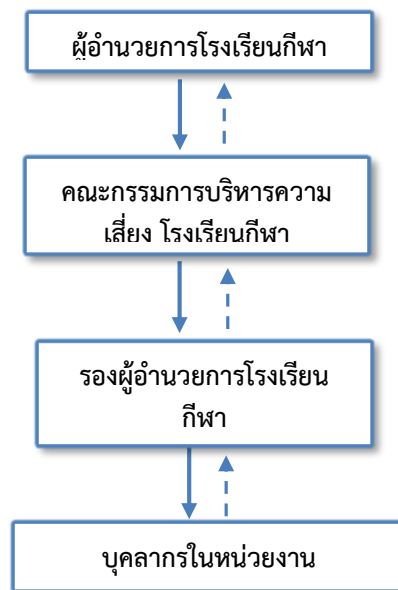 ผู้อำนวยการโรงเรียนกีฬา
คณะกรรมการบริหารความ
เสี่ยง โรงเรียนกีฬา
รองผู้อำนวยการโรงเรียน
กีฬา
บุคลากรในหน่วยงาน